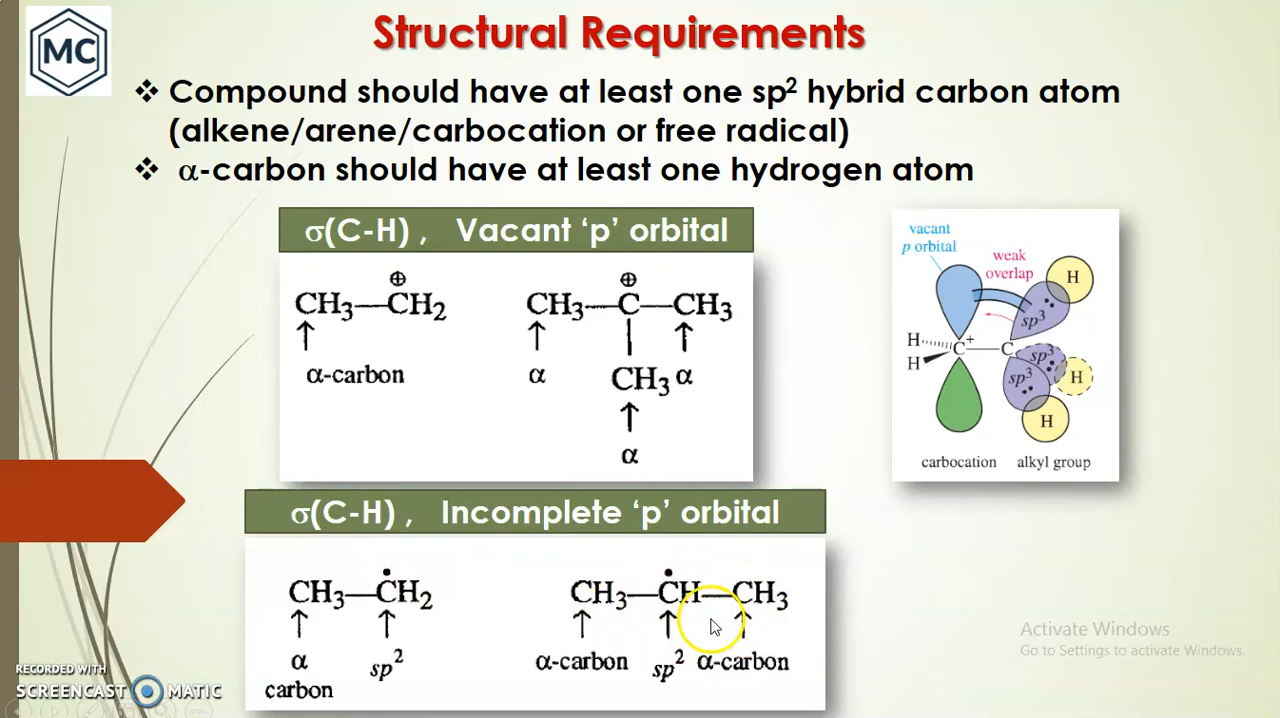 MC
Structural Requirements
❖ Compound should have at least one sp² hybrid carbon atom
(alkene/arene/carbocation or free radical)
❖ α-carbon should have at least one hydrogen atom
σ(C-H) , Vacant ‘p’ orbital
⊕
CH₃—CH₂
α-carbon
⊕
CH₃—C—CH₃
α
CH₃ α
α
vacant
p orbital
weak
overlap
H
sp³
H
C⁺
C
sp³
H
sp³
H
H
carbocation alkyl group
σ(C-H) , Incomplete ‘p’ orbital
CH₃—ĊH₂
α
carbon
sp²
CH₃—ĊH—CH₃
α-carbon sp² α-carbon
Activate Windows
Go to Settings to activate Windows.
RECORDED WITH
SCREENCAST MATIC